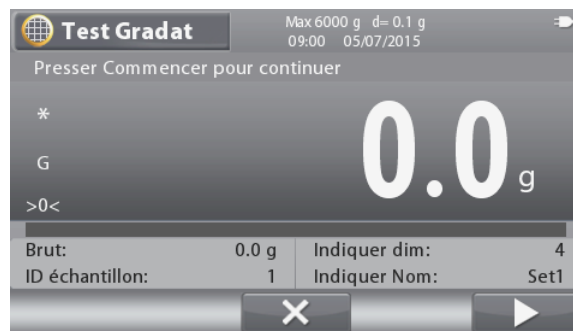 Test Gradat
Max 6000 g d= 0.1 g
09:00 05/07/2015
Presser Commencer pour continuer
*
0.0 g
G
>0<
Brut: 0.0 g
Indiquer dim: 4
ID échantillon: 1
Indiquer Nom: Set1